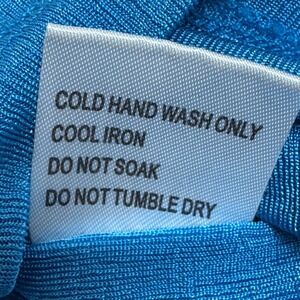 COLD HAND WASH ONLY
COOL IRON
DO NOT SOAK
DO NOT TUMBLE DRY